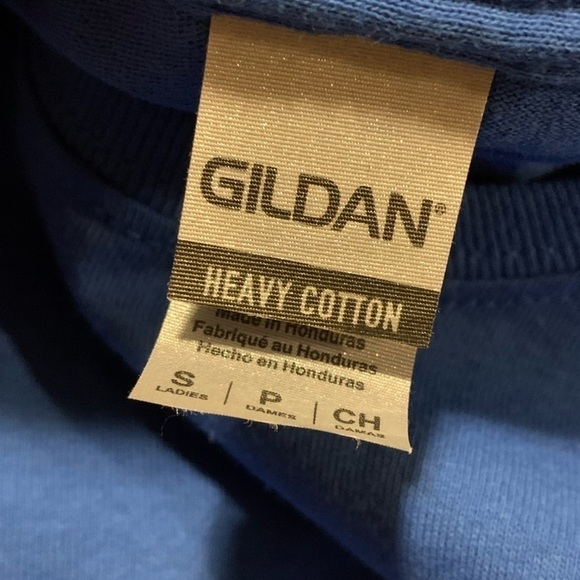 GILDAN®
HEAVY COTTON
Made in Honduras
Fabriqué au Honduras
Hecho en Honduras
S | P | CH
LADIES DAMES DAMAS